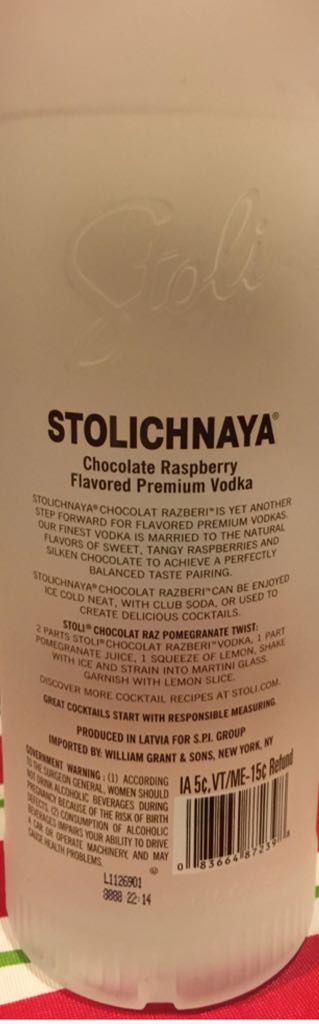 Stoli
STOLICHNAYA®
Chocolate Raspberry
Flavored Premium Vodka
STOLICHNAYA® CHOCOLAT RAZBERI™ IS YET ANOTHER
STEP FORWARD FOR FLAVORED PREMIUM VODKAS.
OUR FINEST VODKA IS MARRIED TO THE NATURAL
FLAVORS OF SWEET, TANGY RASPBERRIES AND
SILKEN CHOCOLATE TO ACHIEVE A PERFECTLY
BALANCED TASTE PAIRING.
STOLICHNAYA® CHOCOLAT RAZBERI™ CAN BE ENJOYED
ICE COLD NEAT, WITH CLUB SODA, OR USED TO
CREATE DELICIOUS COCKTAILS.
STOLI® CHOCOLAT RAZ POMEGRANATE TWIST:
2 PARTS STOLI® CHOCOLAT RAZBERI™ VODKA, 1 PART
POMEGRANATE JUICE, 1 SQUEEZE OF LEMON, SHAKE
WITH ICE AND STRAIN INTO MARTINI GLASS.
GARNISH WITH LEMON SLICE.
DISCOVER MORE COCKTAIL RECIPES AT STOLI.COM.
GREAT COCKTAILS START WITH RESPONSIBLE MEASURING.
PRODUCED IN LATVIA FOR S.P.I. GROUP
IMPORTED BY: WILLIAM GRANT & SONS, NEW YORK, NY
GOVERNMENT WARNING: (1) ACCORDING
TO THE SURGEON GENERAL, WOMEN SHOULD
NOT DRINK ALCOHOLIC BEVERAGES DURING
PREGNANCY BECAUSE OF THE RISK OF BIRTH
DEFECTS. (2) CONSUMPTION OF ALCOHOLIC
BEVERAGES IMPAIRS YOUR ABILITY TO DRIVE
A CAR OR OPERATE MACHINERY, AND MAY
CAUSE HEALTH PROBLEMS.
IA 5c, VT/ME-15c Refund
0 83664 87239
L1126901
22:14